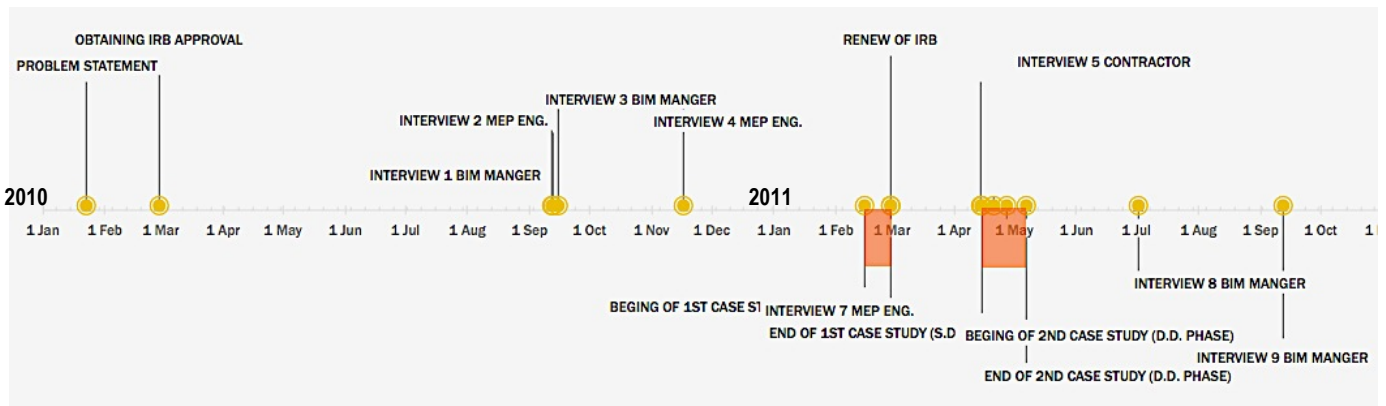 OBTAINING IRB APPROVAL
RENEW OF IRB
PROBLEM STATEMENT
INTERVIEW 5 CONTRACTOR
INTERVIEW 3 BIM MANGER
INTERVIEW 2 MEP ENG.
INTERVIEW 4 MEP ENG.
INTERVIEW 1 BIM MANGER
2010
2011
1 Jan 1 Feb 1 Mar 1 Apr 1 May 1 Jun 1 Jul 1 Aug 1 Sep 1 Oct 1 Nov 1 Dec 1 Jan 1 Feb 1 Mar 1 Apr 1 May 1 Jun 1 Jul 1 Aug 1 Sep 1 Oct 1
INTERVIEW 8 BIM MANGER
BEGING OF 1ST CASE ST
INTERVIEW 7 MEP ENG.
END OF 1ST CASE STUDY (S.D
BEGING OF 2ND CASE STUDY (D.D. PHASE)
INTERVIEW 9 BIM MANGER
END OF 2ND CASE STUDY (D.D. PHASE)